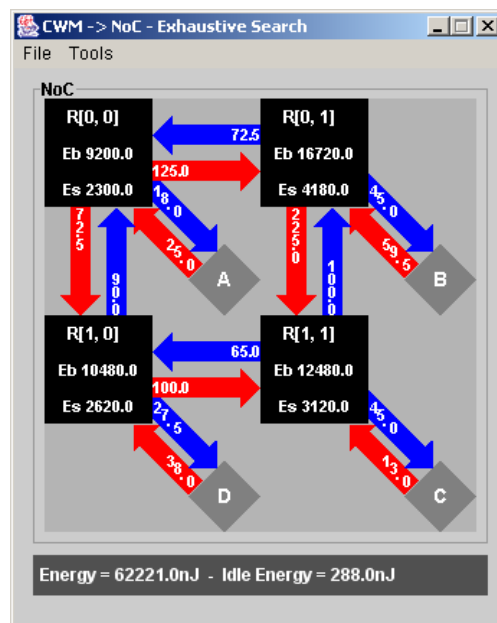 CWM -> NoC - Exhaustive Search
File Tools
NoC
R[0, 0]
Eb 9200.0
Es 2300.0
72.5
125.0
R[0, 1]
Eb 16720.0
Es 4180.0
72.5
90.0
18.0
25.0
A
225.0
100.0
45.0
59.5
B
R[1, 0]
Eb 10480.0
Es 2620.0
65.0
100.0
R[1, 1]
Eb 12480.0
Es 3120.0
27.5
38.0
D
45.0
13.0
C
Energy = 62221.0nJ - Idle Energy = 288.0nJ